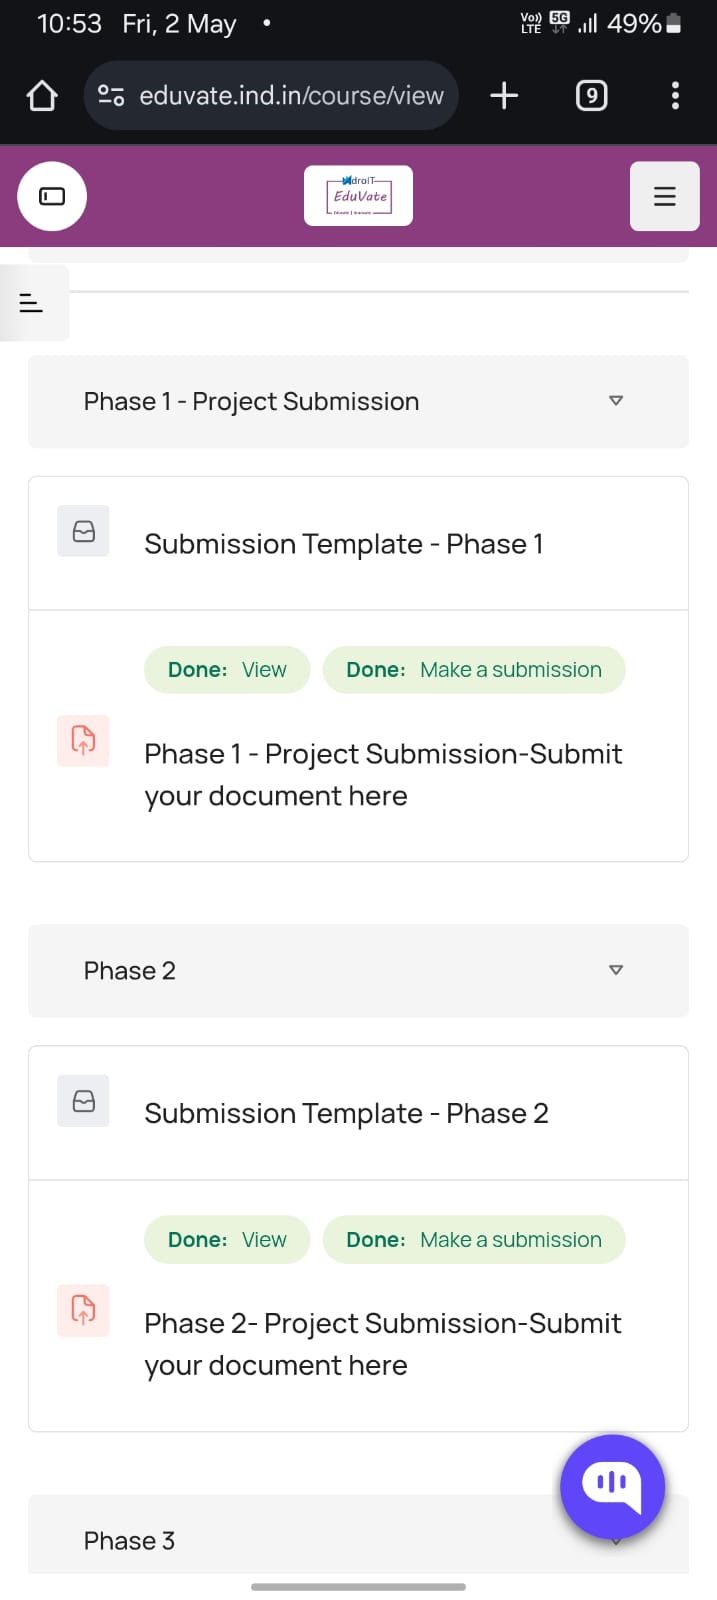 10:53 Fri, 2 May •
Vo)) LTE 5G 49%
eduvate.ind.in/course/view
9
droIT
EduVate
Phase 1 - Project Submission
Submission Template - Phase 1
Done: View
Done: Make a submission
Phase 1 - Project Submission-Submit
your document here
Phase 2
Submission Template - Phase 2
Done: View
Done: Make a submission
Phase 2- Project Submission-Submit
your document here
Phase 3